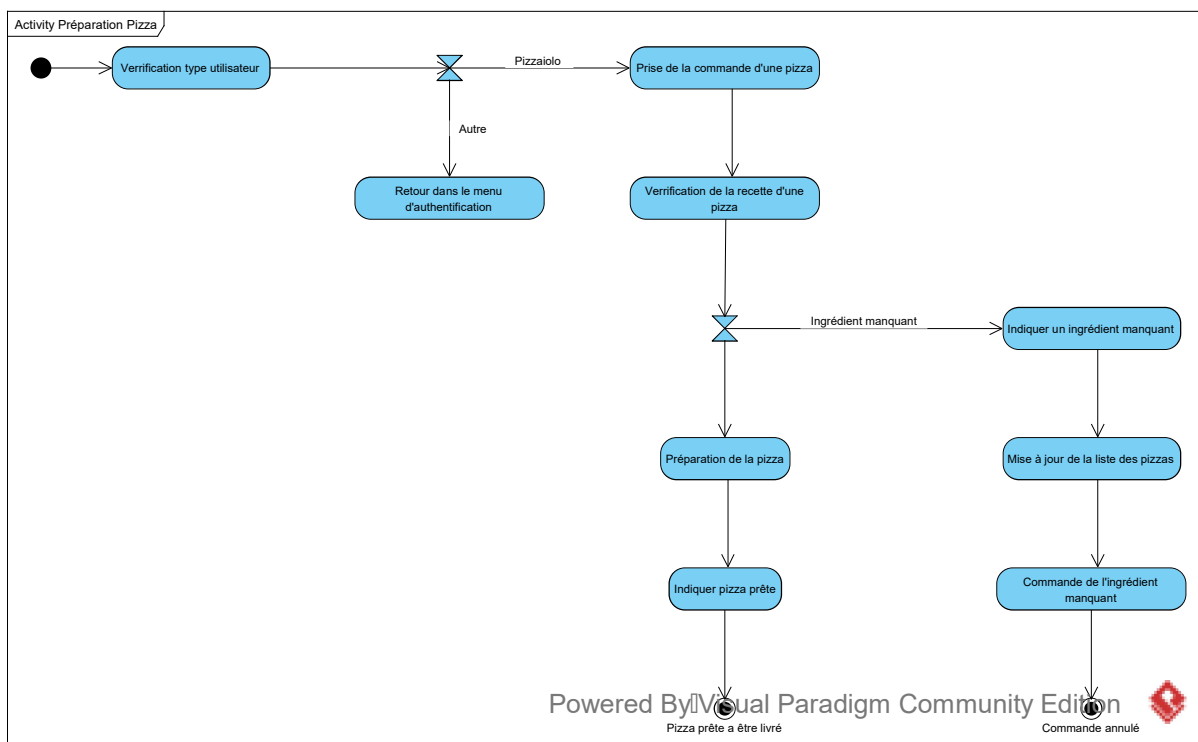 Activity Préparation Pizza
Verrification type utilisateur
Pizzaiolo
Prise de la commande d'une pizza
Autre
Retour dans le menu
d'authentification
Verrification de la recette d'une
pizza
Ingrédient manquant
Indiquer un ingrédient manquant
Préparation de la pizza
Mise à jour de la liste des pizzas
Indiquer pizza prête
Commande de l'ingrédient
manquant
Powered By Visual Paradigm Community Edition
Pizza prête a être livré
Commande annulé